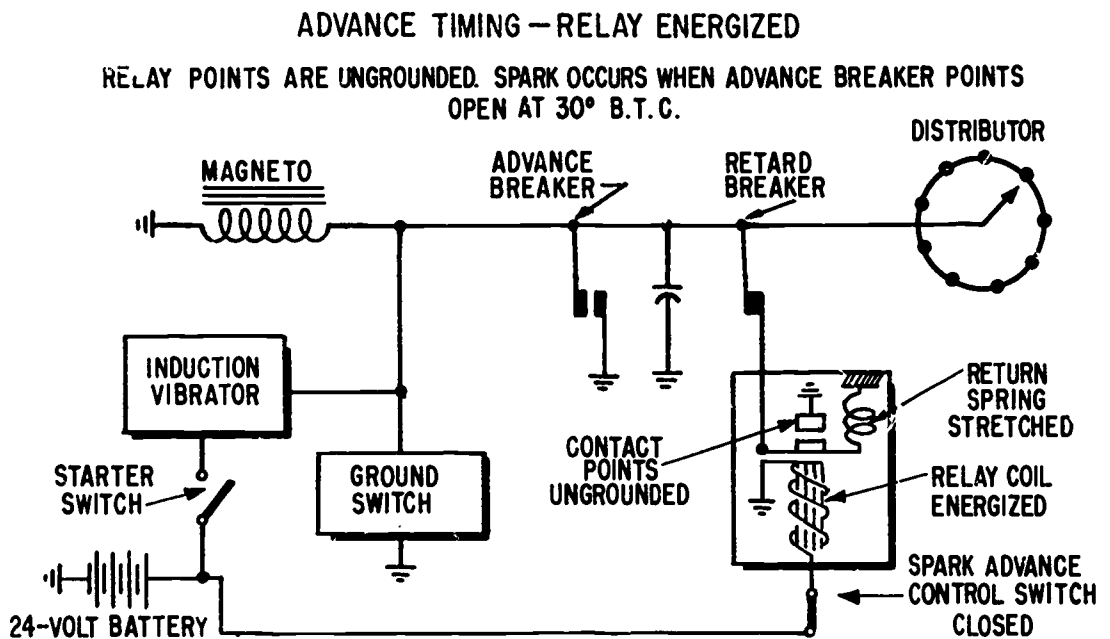 ADVANCE TIMING — RELAY ENERGIZED
RELAY POINTS ARE UNGROUNDED. SPARK OCCURS WHEN ADVANCE BREAKER POINTS
OPEN AT 30° B.T.C.
DISTRIBUTOR
MAGNETO
ADVANCE
BREAKER
RETARD
BREAKER
INDUCTION
VIBRATOR
RETURN
SPRING
STRETCHED
CONTACT
POINTS
UNGROUNDED
STARTER
SWITCH
GROUND
SWITCH
RELAY COIL
ENERGIZED
SPARK ADVANCE
CONTROL SWITCH
CLOSED
24-VOLT BATTERY